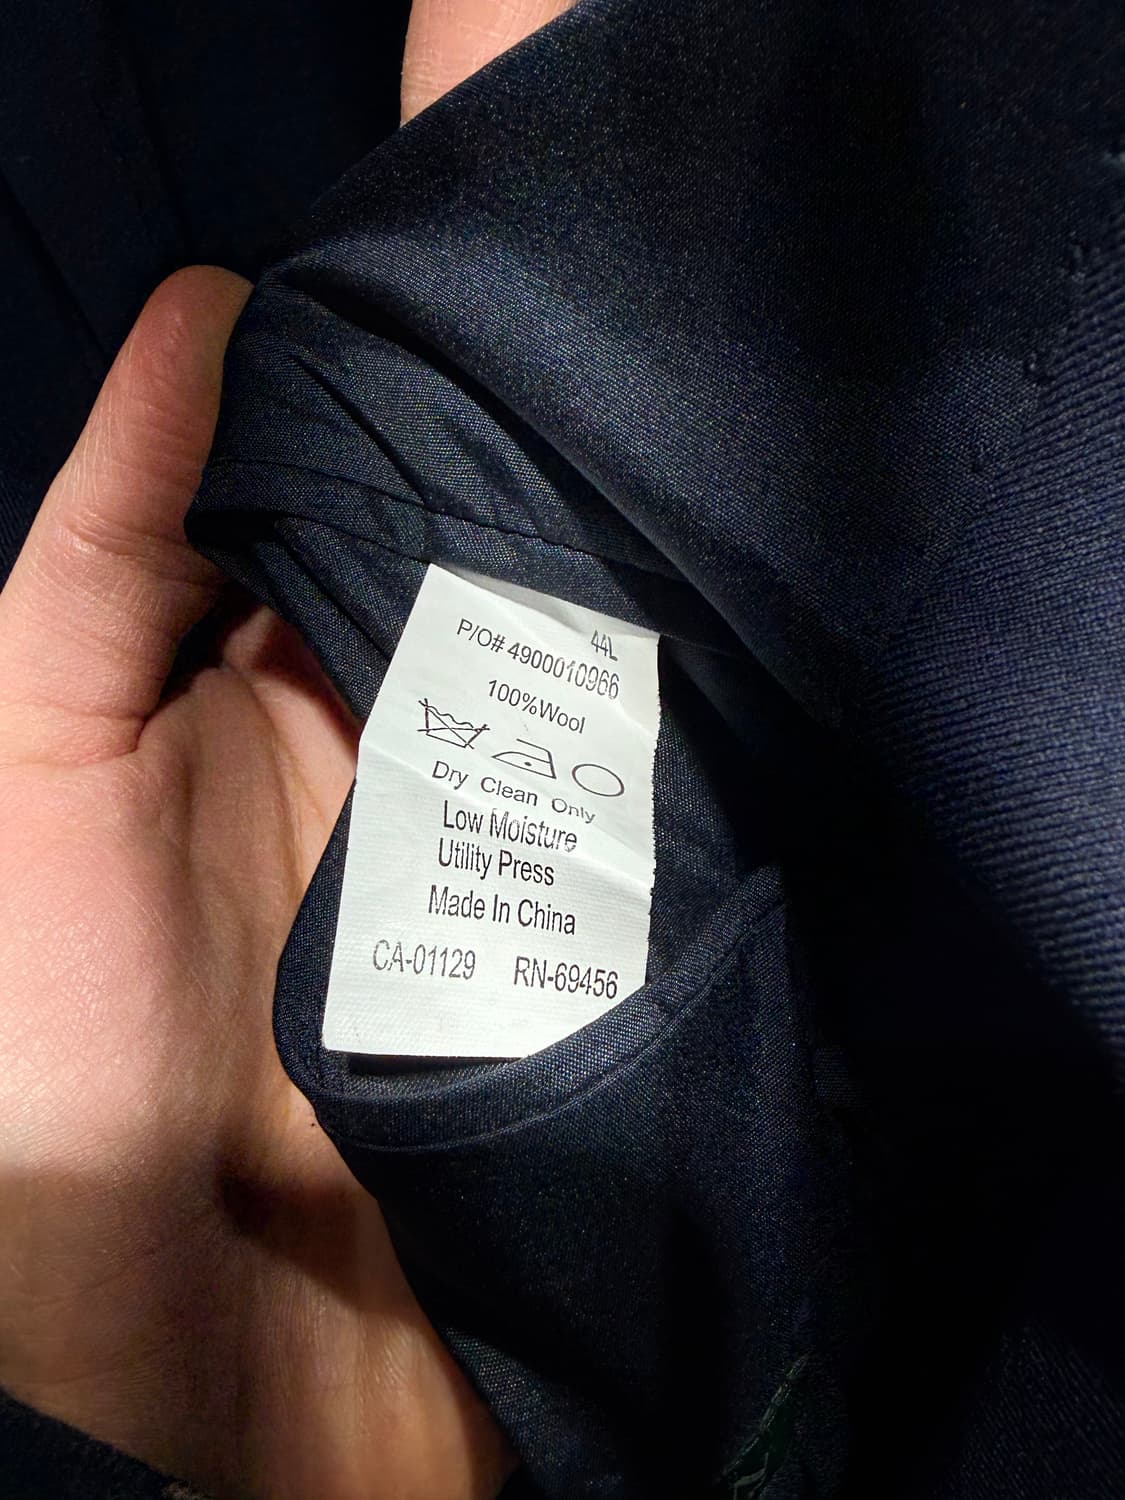 44L
P/O# 4900010966
100%Wool
Dry Clean Only
Low Moisture
Utility Press
Made In China
CA-01129 RN-69456